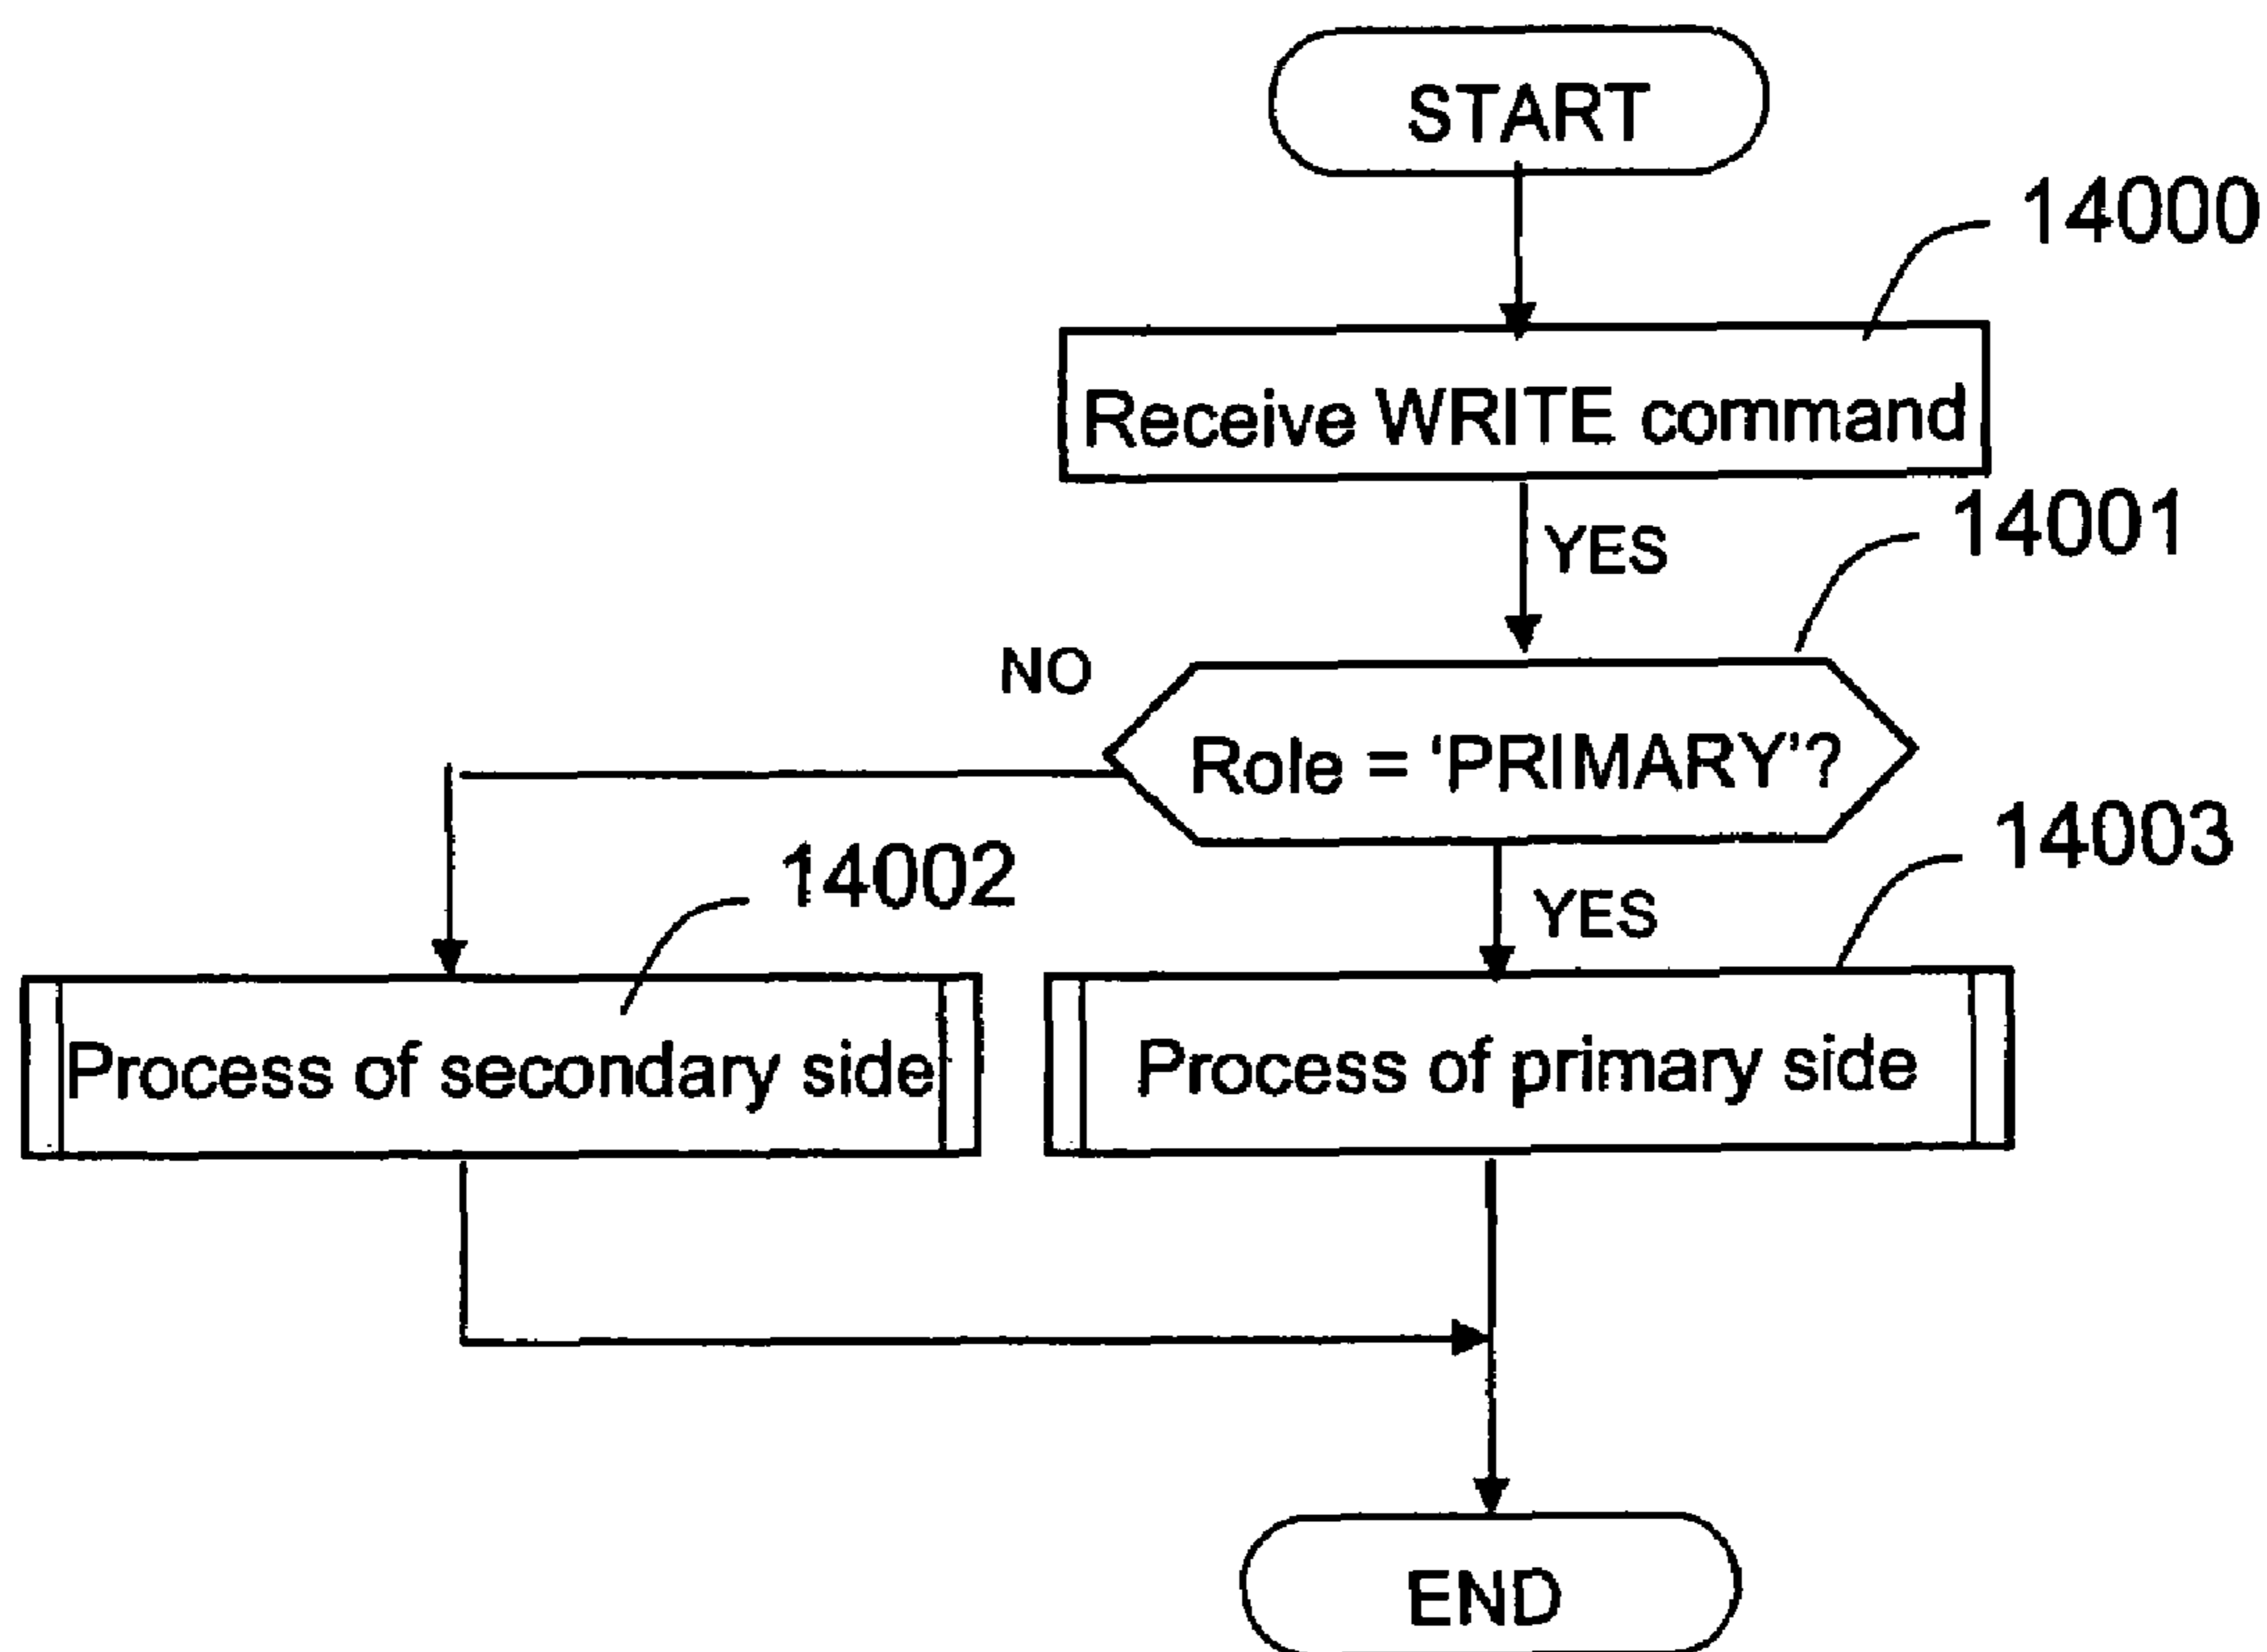 START
14000
Receive WRITE command
YES
14001
NO
Role = ‘PRIMARY’?
14003
14002
YES
Process of secondary side
Process of primary side
END